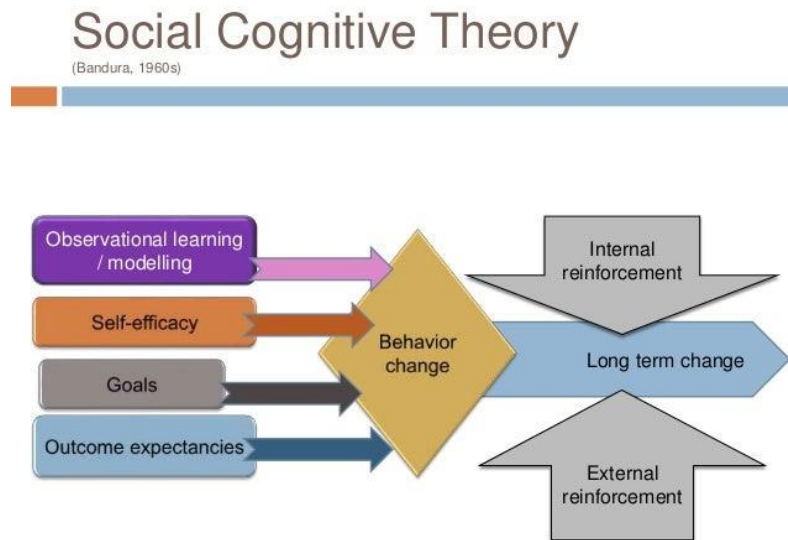 Social Cognitive Theory
(Bandura, 1960s)
Observational learning
/ modelling
Self-efficacy
Goals
Outcome expectancies
Behavior
change
Internal
reinforcement
Long term change
External
reinforcement